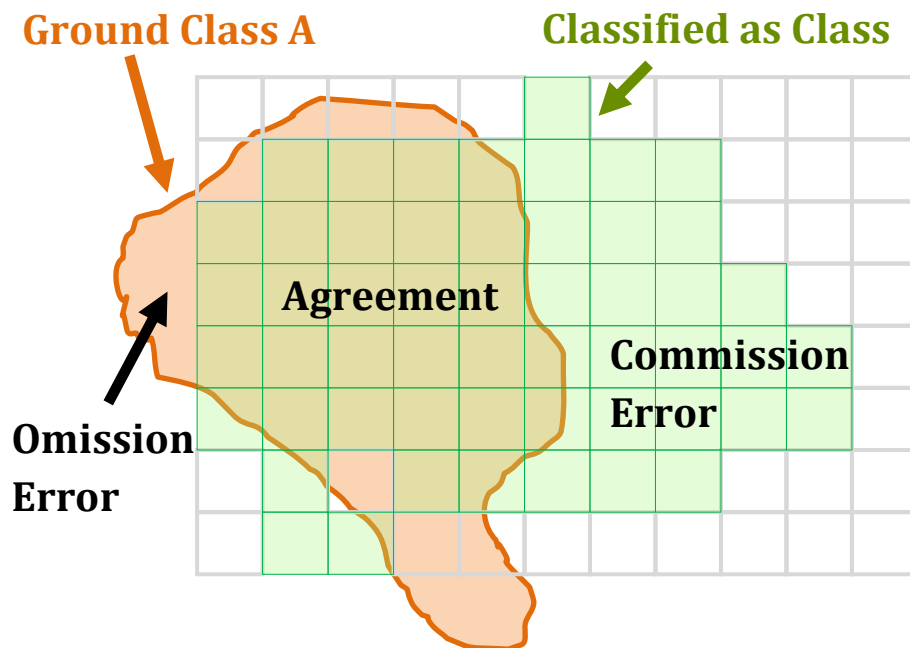 Ground Class A
Classified as Class
Agreement
Commission
Error
Omission
Error